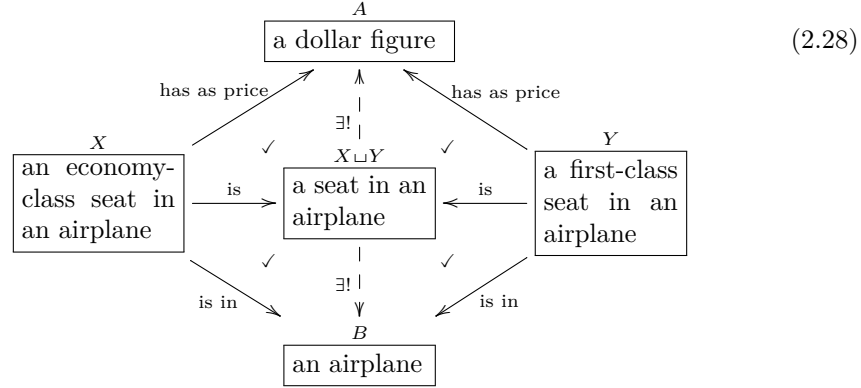 A
a dollar figure
(2.28)
has as price
has as price
∃!
✓
✓
X
X ⊔ Y
Y
an economy-
class seat in
an airplane
is
a seat in an
airplane
is
a first-class
seat in an
airplane
✓
✓
∃!
is in
is in
B
an airplane